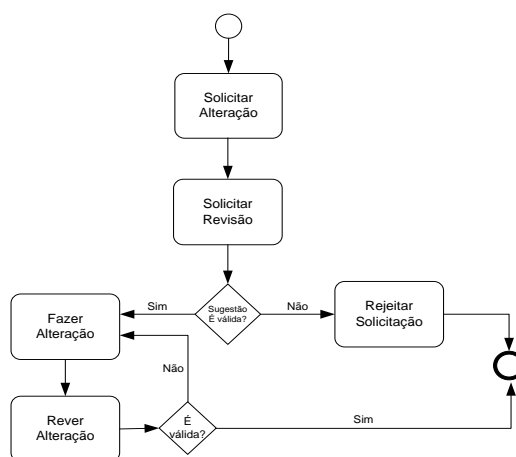 Solicitar
Alteração
Solicitar
Revisão
Sugestão
É válida?
Sim
Não
Fazer
Alteração
Rejeitar
Solicitação
Não
Rever
Alteração
É
válida?
Sim